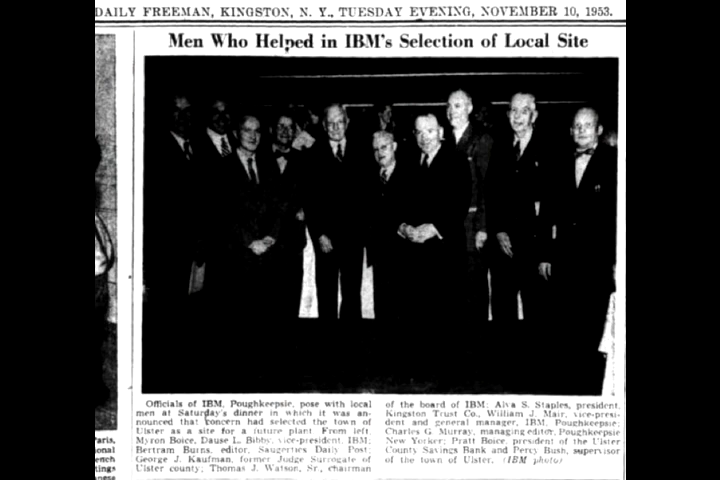 DAILY FREEMAN, KINGSTON, N. Y., TUESDAY EVENING, NOVEMBER 10, 1953.
Men Who Helped in IBM's Selection of Local Site
Officials of IBM, Poughkeepsie, pose with local
men at Saturday's dinner in which it was an-
nounced that concern had selected the town of
Ulster as a site for a future plant. From left,
Myron Boice, Dause L. Bibby, vice-president, IBM;
Bertram Burns, editor, Saugerties Daily Post;
George J. Kaufman, former Judge Surrogate of
Ulster county; Thomas J. Watson, Sr., chairman
of the board of IBM; Alva S. Staples, president,
Kingston Trust Co., William J. Mair, vice-presi-
dent and general manager, IBM, Poughkeepsie;
Charles G. Murray, managing editor, Poughkeepsie
New Yorker; Pratt Boice, president of the Ulster
County Savings Bank and Percy Bush, supervisor
of the town of Ulster. (IBM photo)
Paris,
ional
ench
tings